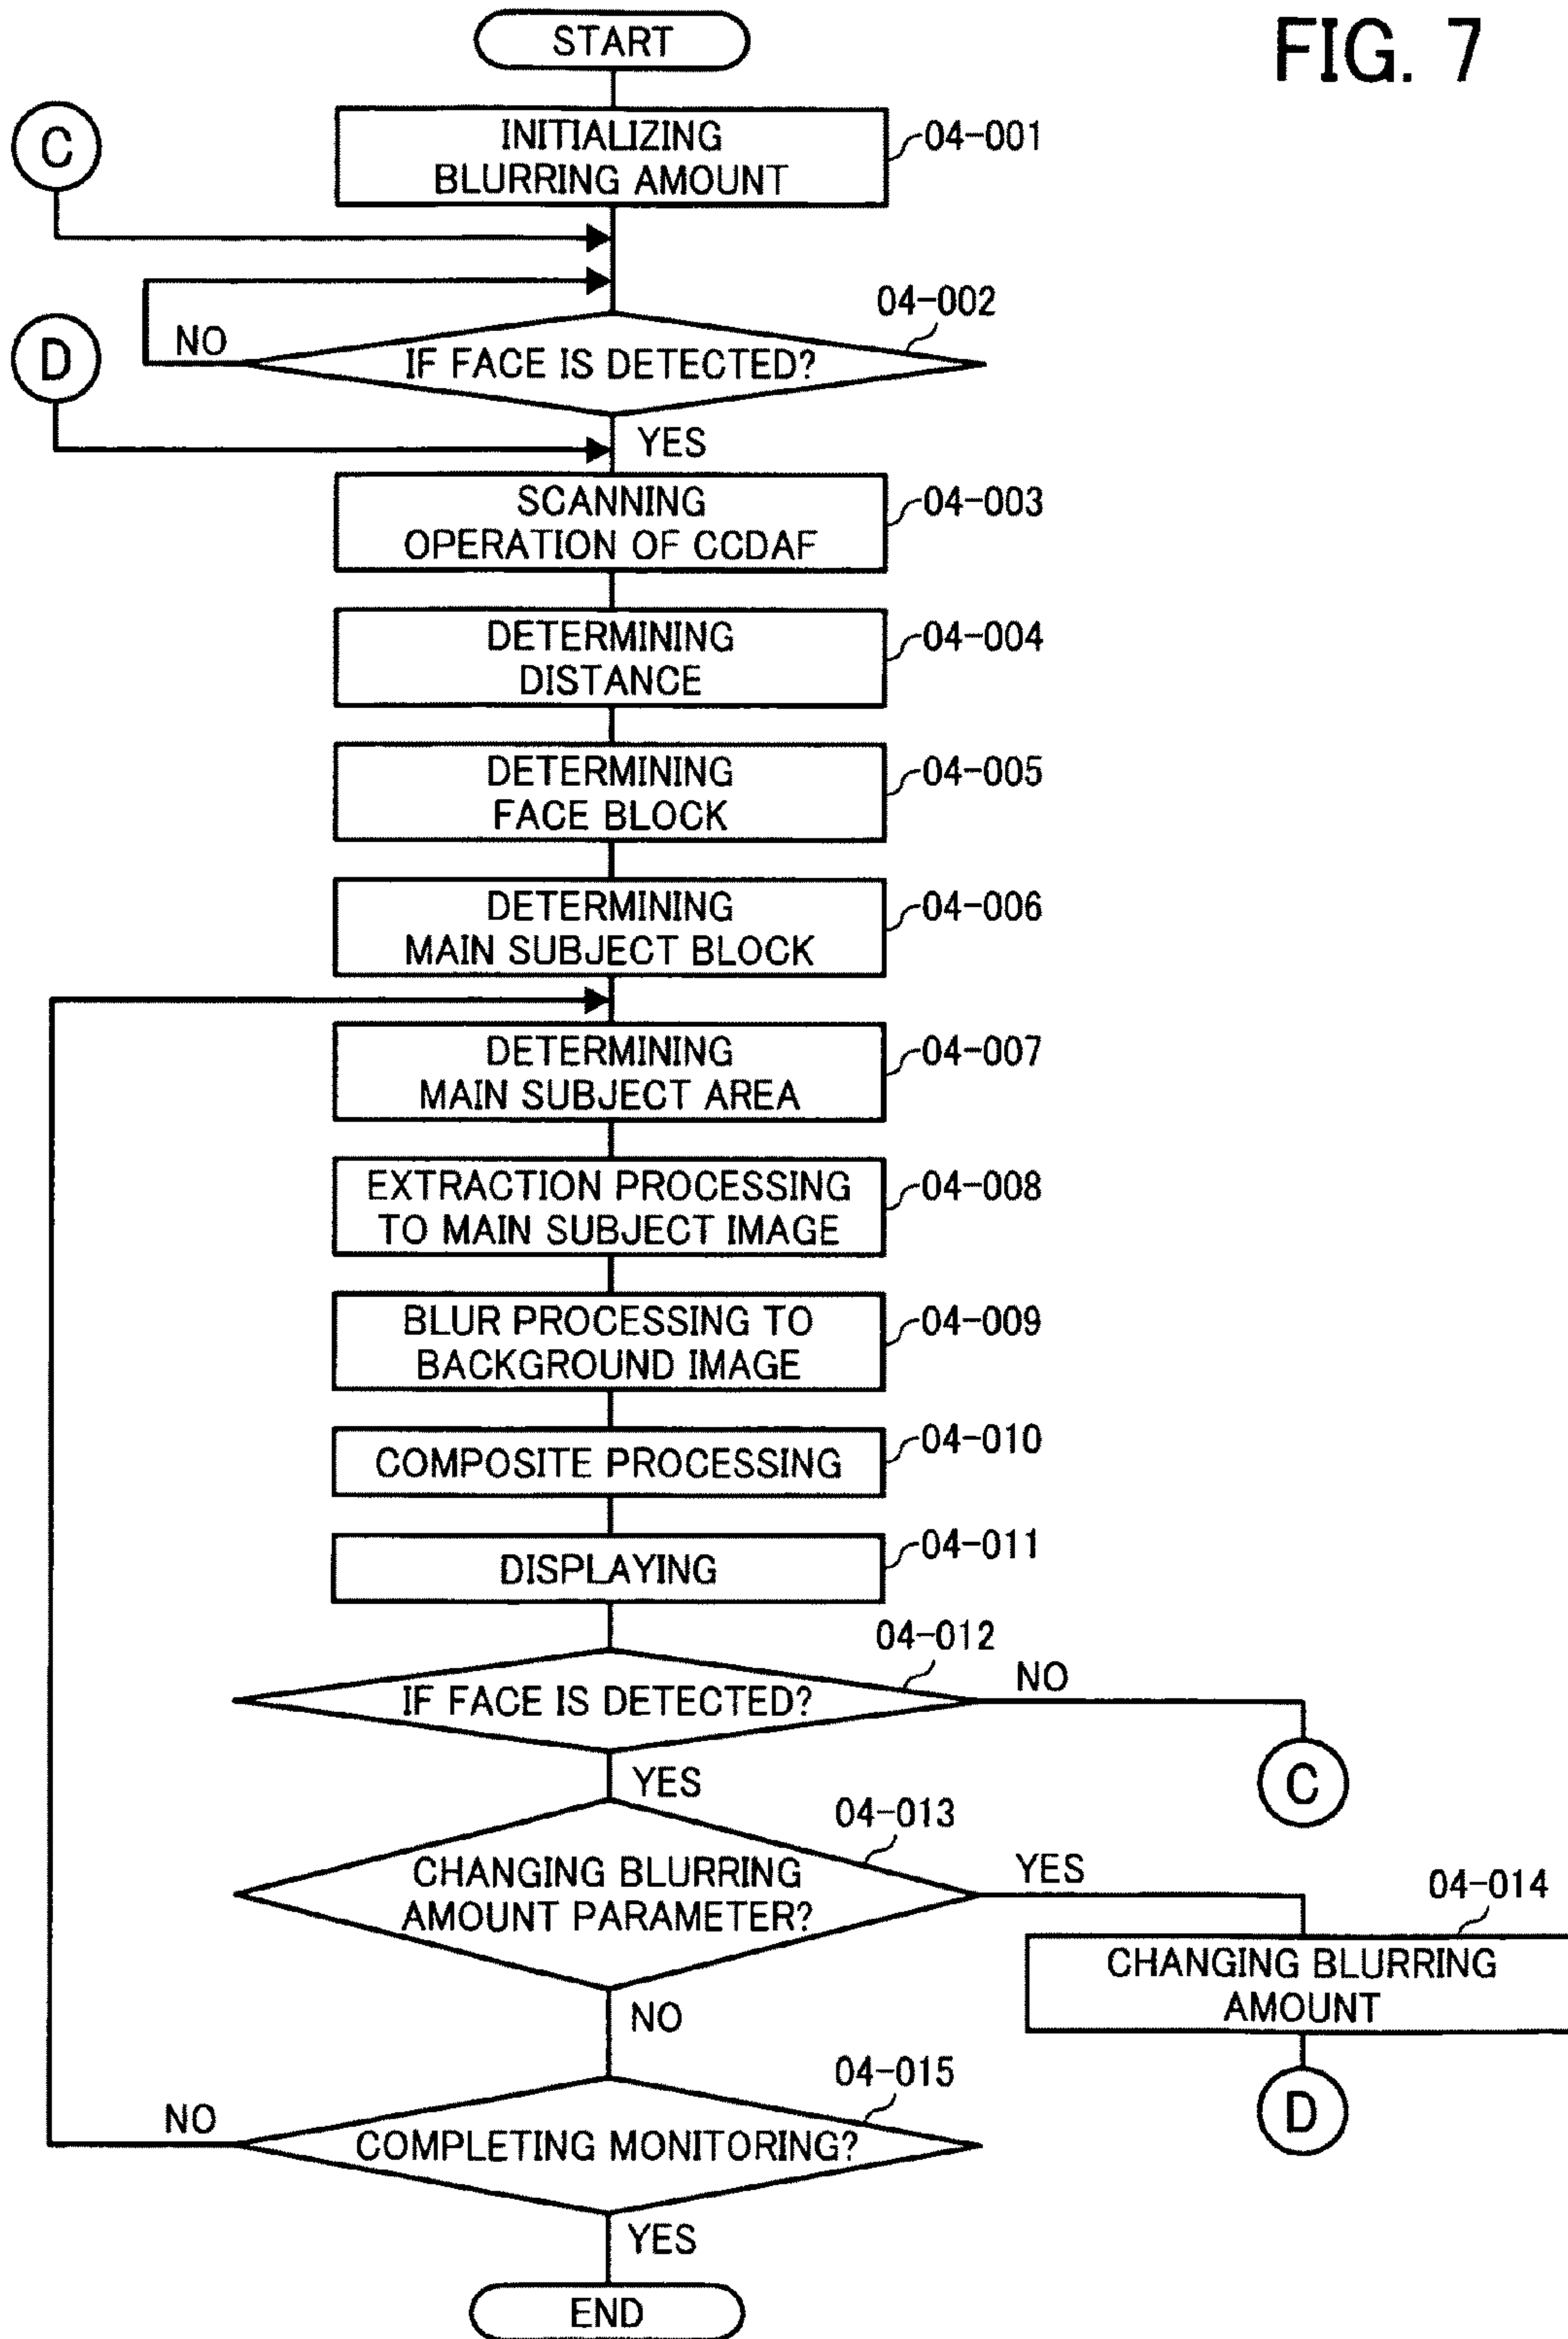 FIG. 7
START
C
INITIALIZING
BLURRING AMOUNT
04-001
04-002
D
NO
IF FACE IS DETECTED?
YES
SCANNING
OPERATION OF CCDAF
04-003
DETERMINING
DISTANCE
04-004
DETERMINING
FACE BLOCK
04-005
DETERMINING
MAIN SUBJECT BLOCK
04-006
DETERMINING
MAIN SUBJECT AREA
04-007
EXTRACTION PROCESSING
TO MAIN SUBJECT IMAGE
04-008
BLUR PROCESSING TO
BACKGROUND IMAGE
04-009
COMPOSITE PROCESSING
04-010
DISPLAYING
04-011
04-012
IF FACE IS DETECTED?
NO
C
YES
04-013
CHANGING BLURRING
AMOUNT PARAMETER?
YES
04-014
CHANGING BLURRING
AMOUNT
D
NO
04-015
NO
COMPLETING MONITORING?
YES
END